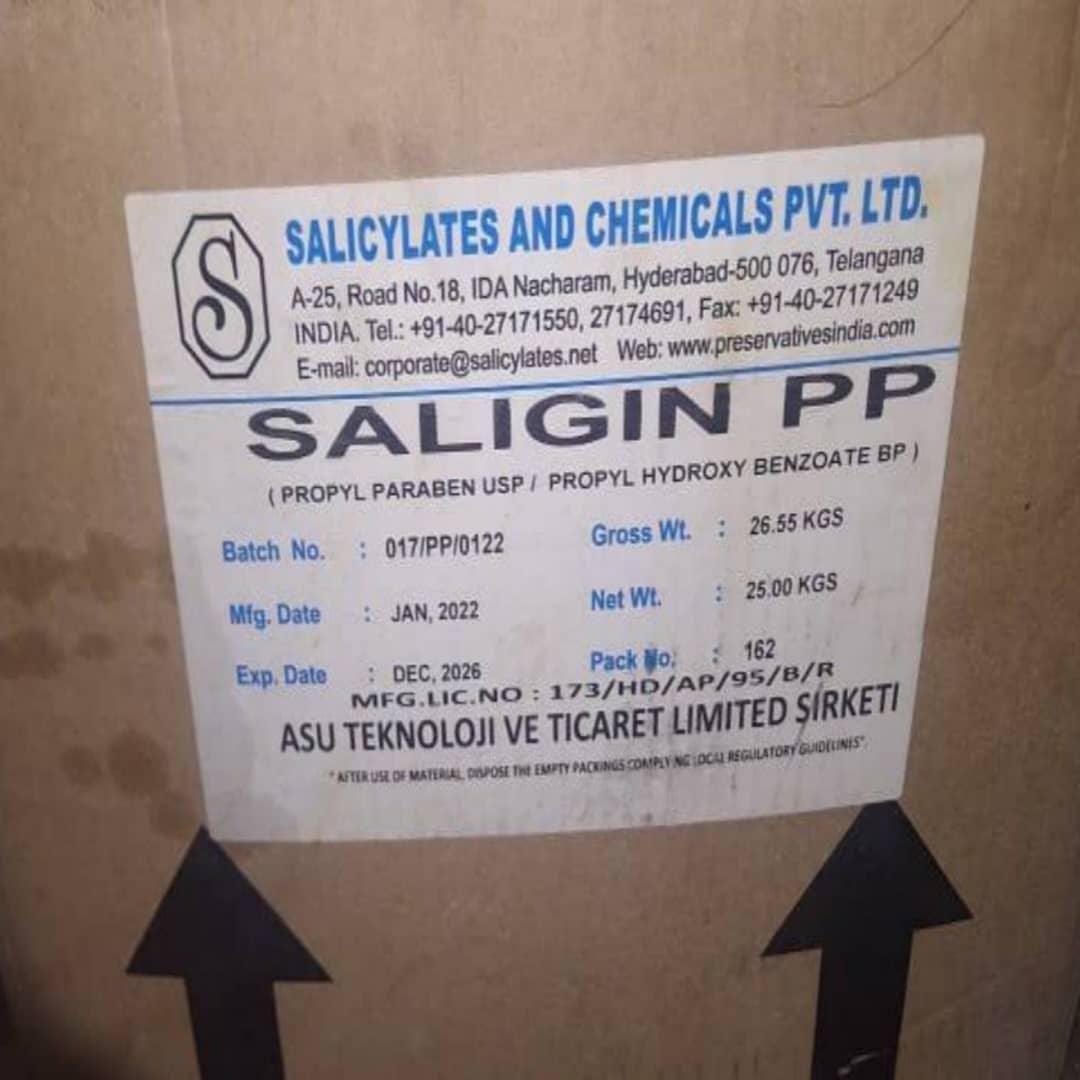 S
SALICYLATES AND CHEMICALS PVT. LTD.
A-25, Road No.18, IDA Nacharam, Hyderabad-500 076, Telangana
INDIA. Tel.: +91-40-27171550, 27174691, Fax: +91-40-27171249
E-mail: corporate@salicylates.net Web: www.preservativesindia.com
SALIGIN PP
( PROPYL PARABEN USP / PROPYL HYDROXY BENZOATE BP )
Batch No. : 017/PP/0122 Gross Wt. : 26.55 KGS
Mfg. Date : JAN, 2022 Net Wt. : 25.00 KGS
Exp. Date : DEC, 2026 Pack No. : 162
MFG.LIC.NO : 173/HD/AP/95/B/R
ASU TEKNOLOJI VE TICARET LIMITED ŞIRKETI
"AFTER USE OF MATERIAL, DISPOSE THE EMPTY PACKINGS COMPLYING LOCAL REGULATORY GUIDELINES"